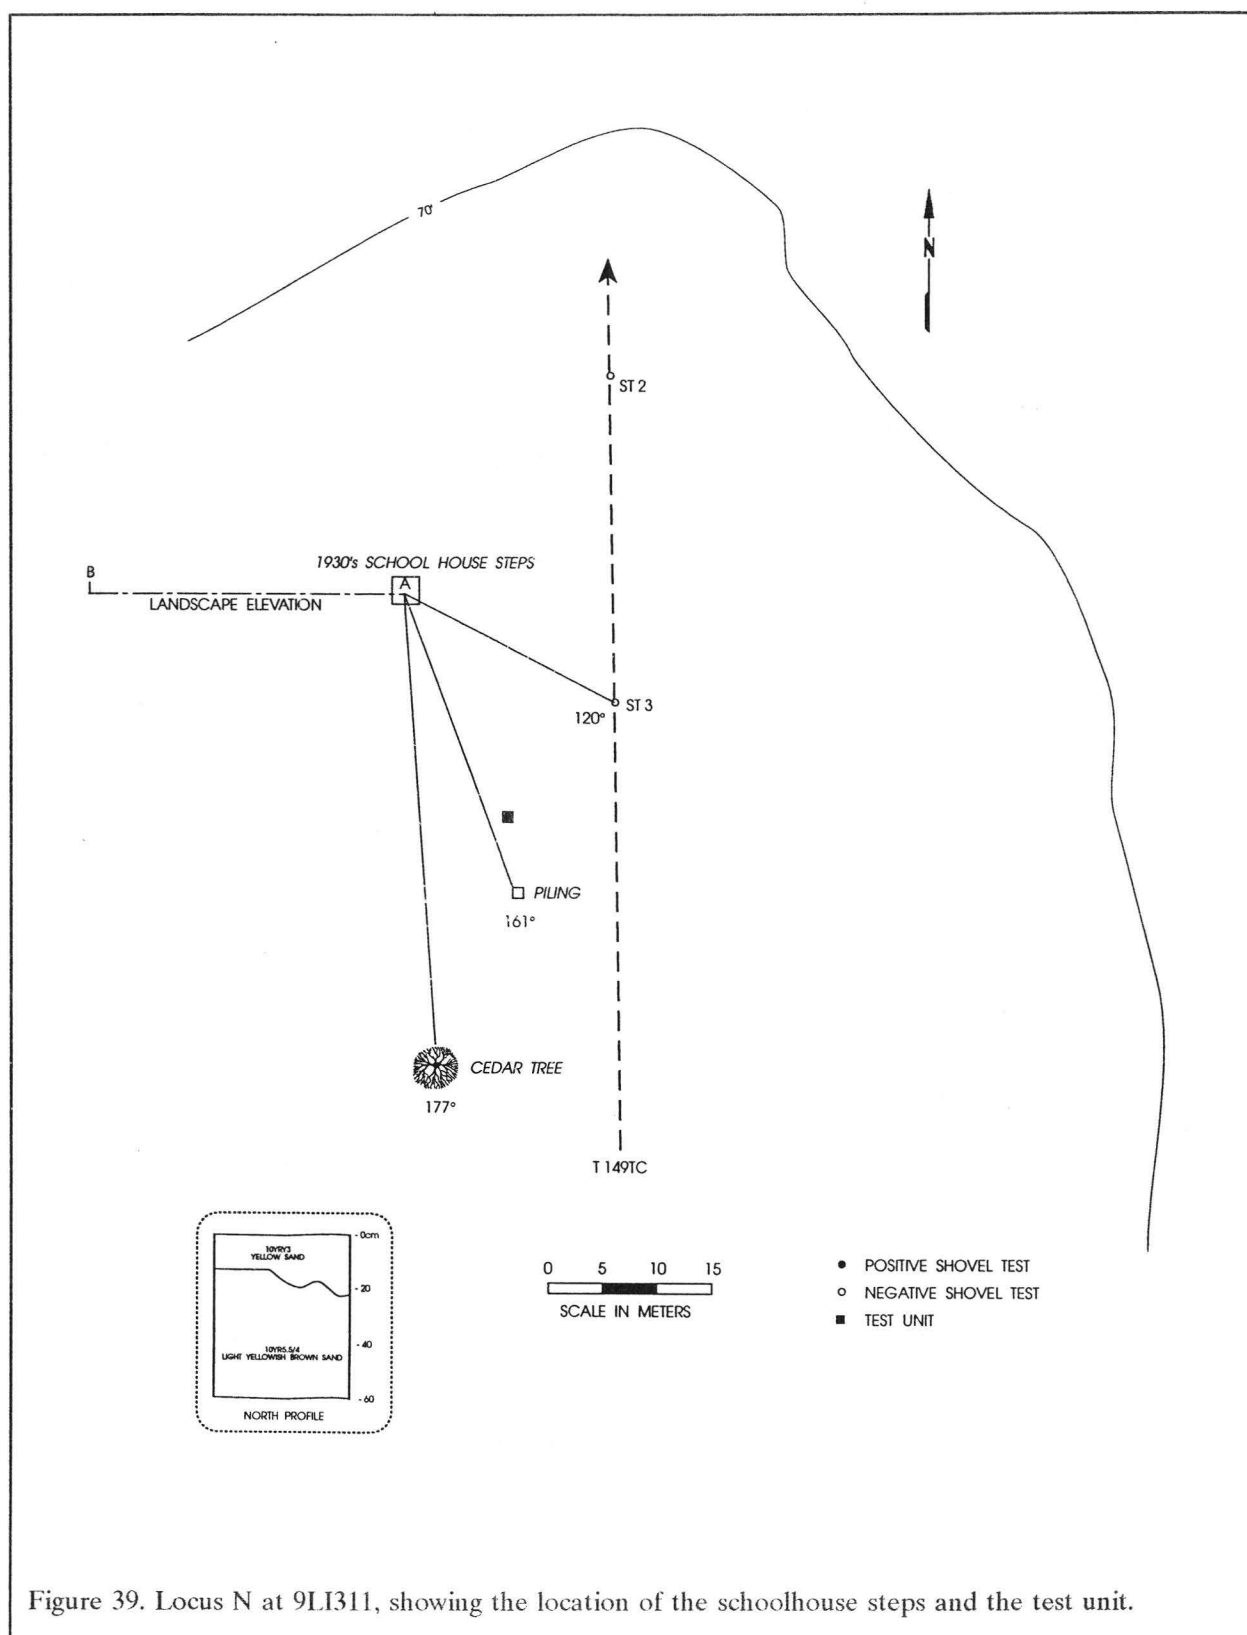 70'
N
ST 2
1930's SCHOOL HOUSE STEPS
B
A
LANDSCAPE ELEVATION
ST 3
120°
PILING
161°
CEDAR TREE
177°
T 149TC
0cm
YELLOW SAND
- 20
- 40
10YR5.5/4
LIGHT YELLOWISH BROWN SAND
- 60
NORTH PROFILE
0 5 10 15
SCALE IN METERS
POSITIVE SHOVEL TEST
NEGATIVE SHOVEL TEST
TEST UNIT
Figure 39. Locus N at 9LI311, showing the location of the schoolhouse steps and the test unit.